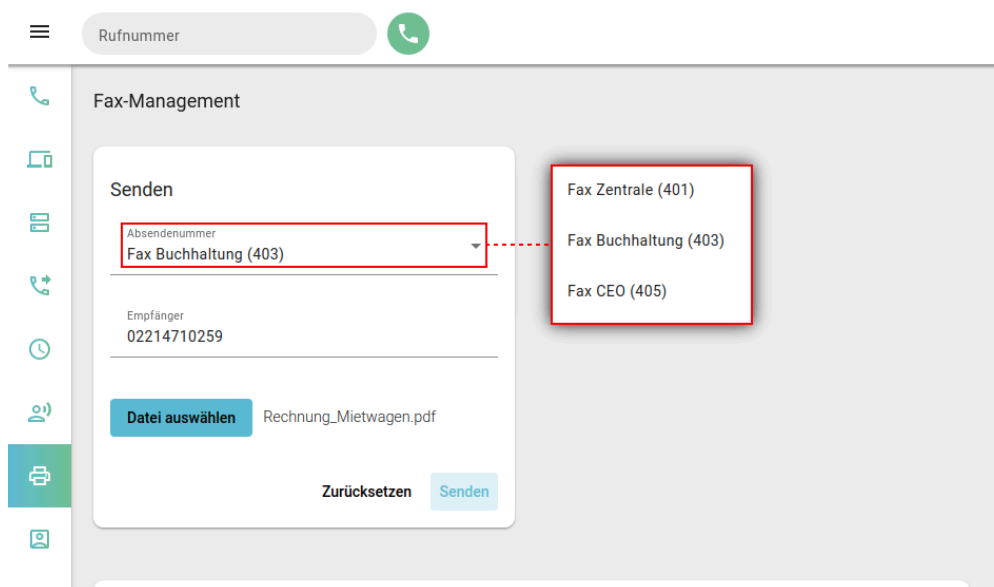 Rufnummer
Fax-Management
Senden
Absendenummer
Fax Buchhaltung (403)
Empfänger
02214710259
Datei auswählen Rechnung_Mietwagen.pdf
Zurücksetzen Senden
Fax Zentrale (401)
Fax Buchhaltung (403)
Fax CEO (405)